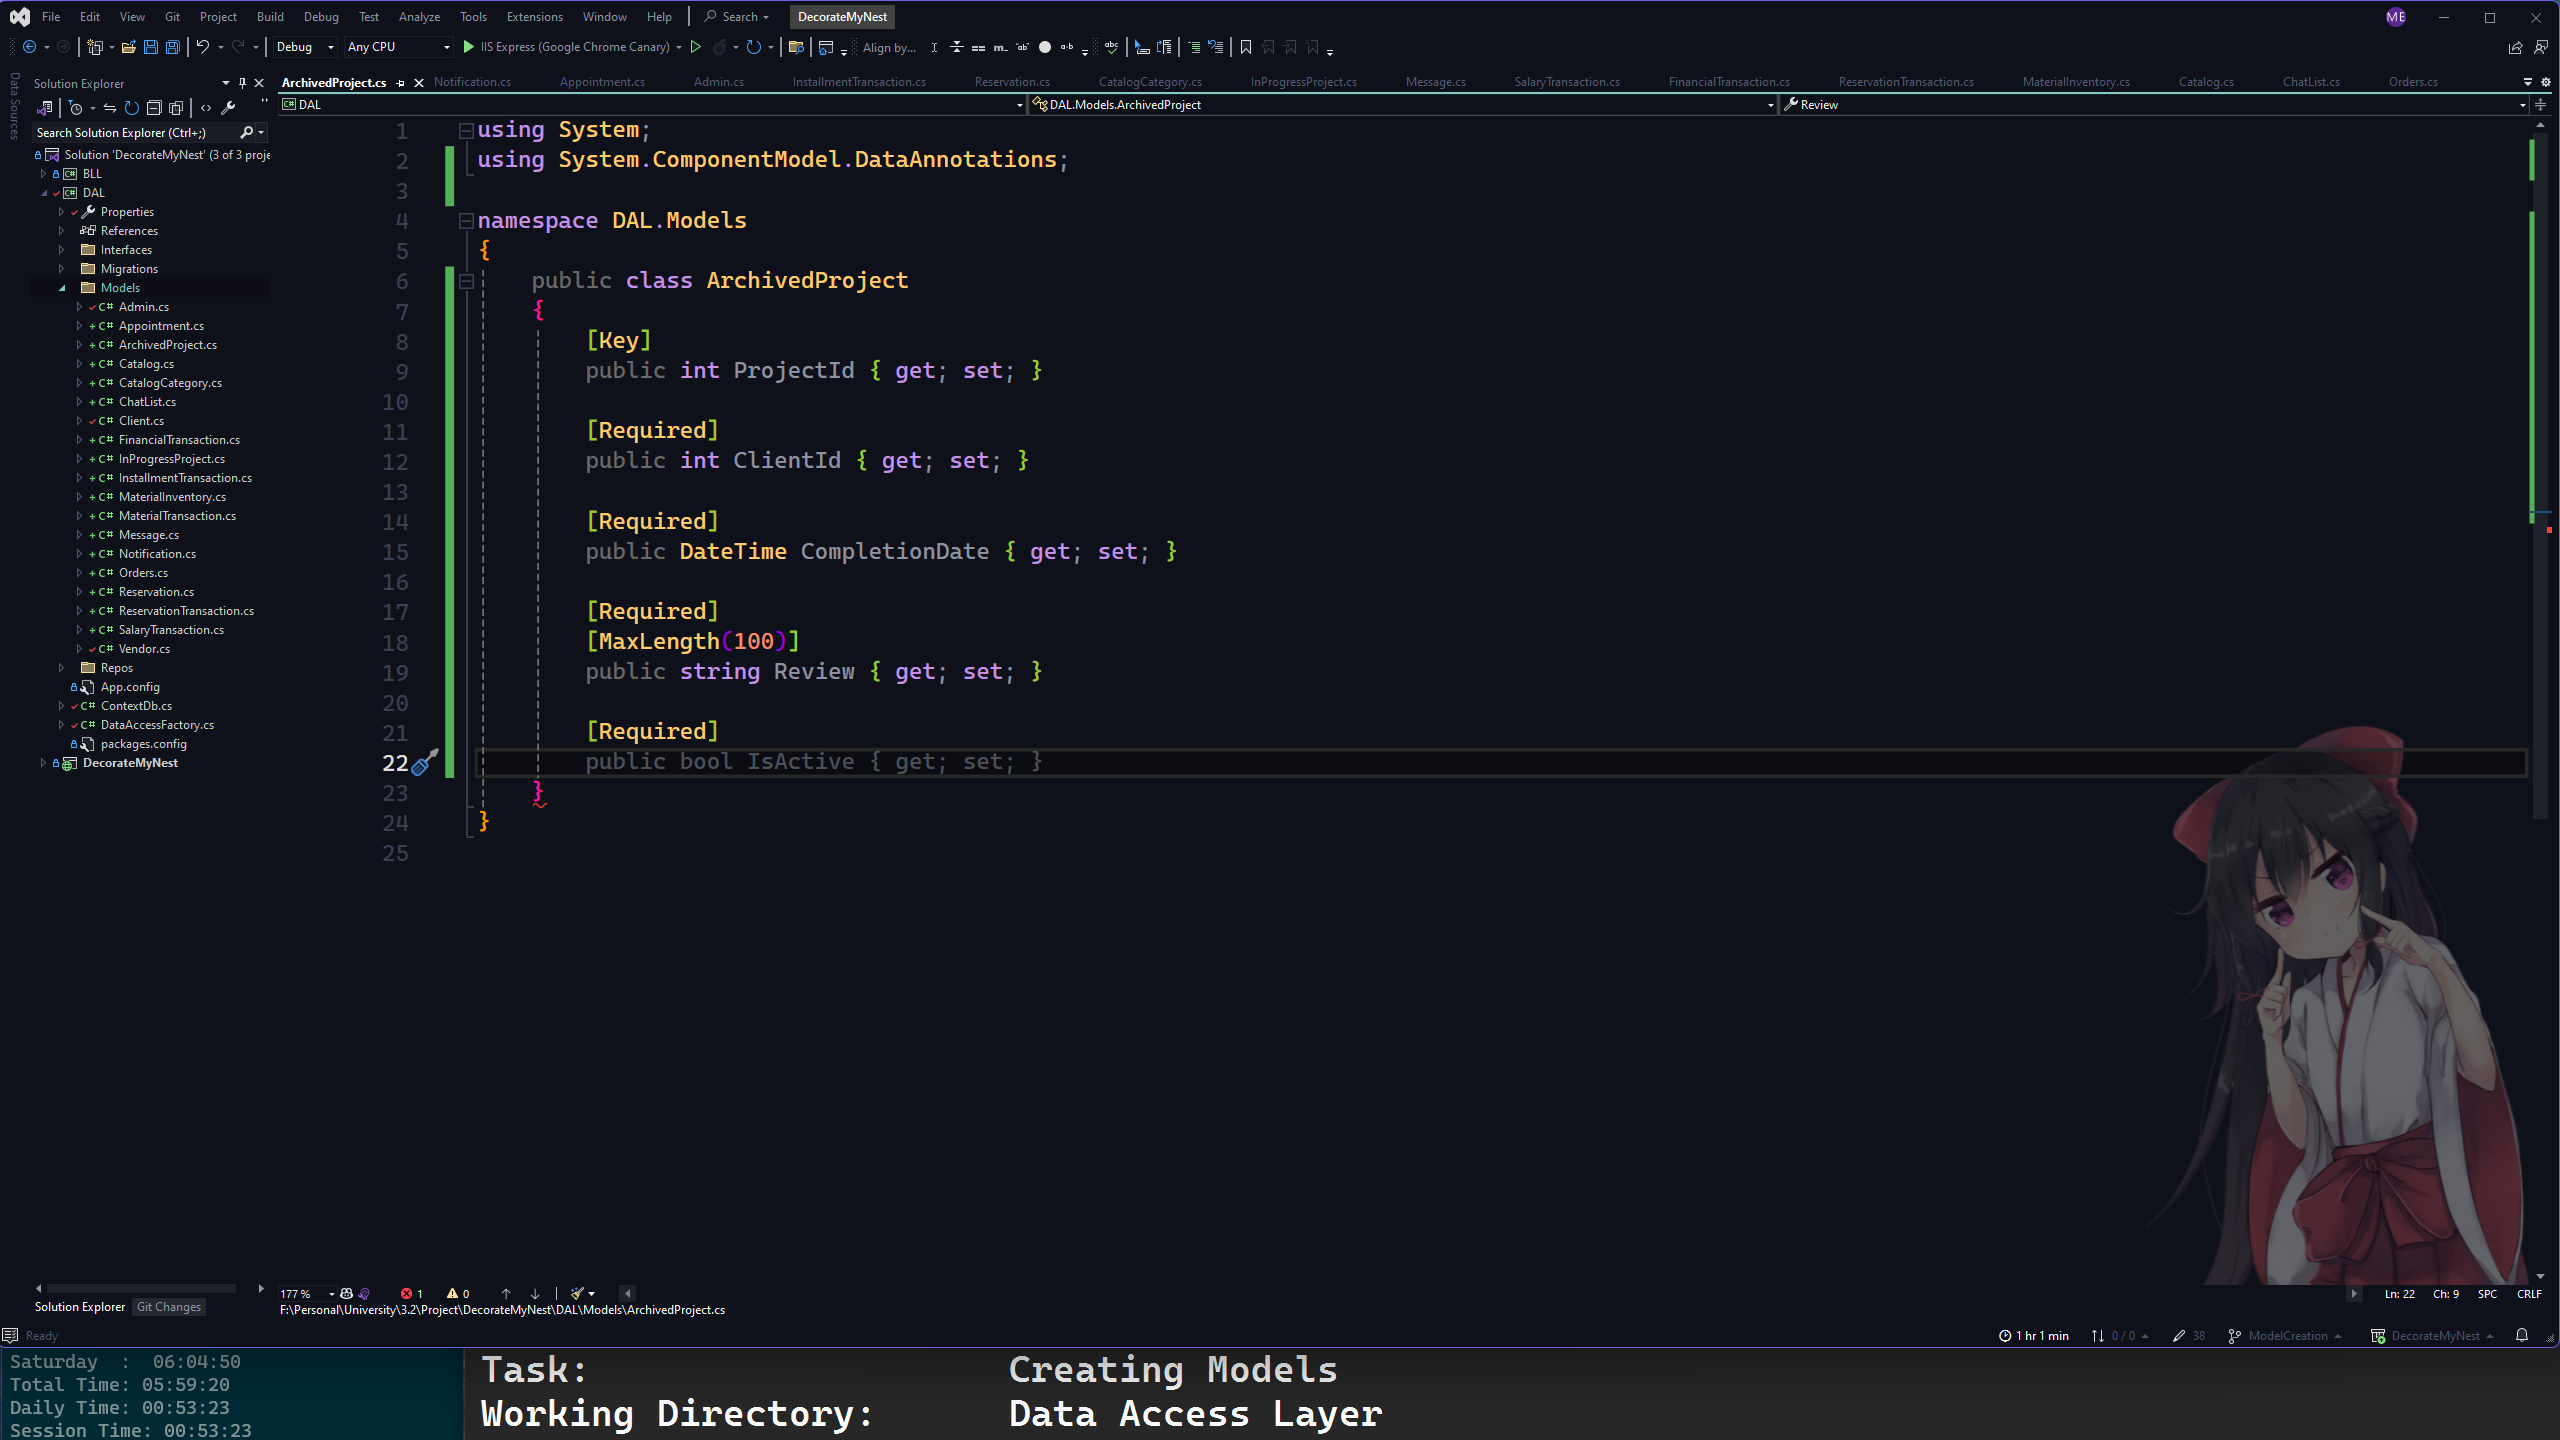 File Edit View Git Project Build Debug Test Analyze Tools Extensions Window Help Search DecorateMyNest ME
Debug Any CPU IIS Express (Google Chrome Canary) Align by...
Data Sources
Solution Explorer
ArchivedProject.cs Notification.cs Appointment.cs Admin.cs InstallmentTransaction.cs Reservation.cs CatalogCategory.cs InProgressProject.cs Message.cs SalaryTransaction.cs FinancialTransaction.cs ReservationTransaction.cs MaterialInventory.cs Catalog.cs ChatList.cs Orders.cs
DAL DAL.Models.ArchivedProject Review
Search Solution Explorer (Ctrl+;)
Solution 'DecorateMyNest' (3 of 3 proje
BLL
DAL
Properties
References
Interfaces
Migrations
Models
C# Admin.cs
C# Appointment.cs
C# ArchivedProject.cs
C# Catalog.cs
C# CatalogCategory.cs
C# ChatList.cs
C# Client.cs
C# FinancialTransaction.cs
C# InProgressProject.cs
C# InstallmentTransaction.cs
C# MaterialInventory.cs
C# MaterialTransaction.cs
C# Message.cs
C# Notification.cs
C# Orders.cs
C# Reservation.cs
C# ReservationTransaction.cs
C# SalaryTransaction.cs
C# Vendor.cs
Repos
App.config
C# ContextDb.cs
C# DataAccessFactory.cs
packages.config
DecorateMyNest
1 using System;
2 using System.ComponentModel.DataAnnotations;
3
4 namespace DAL.Models
5 {
6 public class ArchivedProject
7 {
8 [Key]
9 public int ProjectId { get; set; }
10
11 [Required]
12 public int ClientId { get; set; }
13
14 [Required]
15 public DateTime CompletionDate { get; set; }
16
17 [Required]
18 [MaxLength(100)]
19 public string Review { get; set; }
20
21 [Required]
22 public bool IsActive { get; set; }
23 }
24 }
25
177 % 1 0
Ln: 22 Ch: 9 SPC CRLF
Solution Explorer Git Changes
F:\Personal\University\3.2\Project\DecorateMyNest\DAL\Models\ArchivedProject.cs
Ready 1 hr 1 min 0 / 0 38 ModelCreation DecorateMyNest
Saturday : 06:04:50
Total Time: 05:59:20
Daily Time: 00:53:23
Session Time: 00:53:23
Task: Creating Models
Working Directory: Data Access Layer